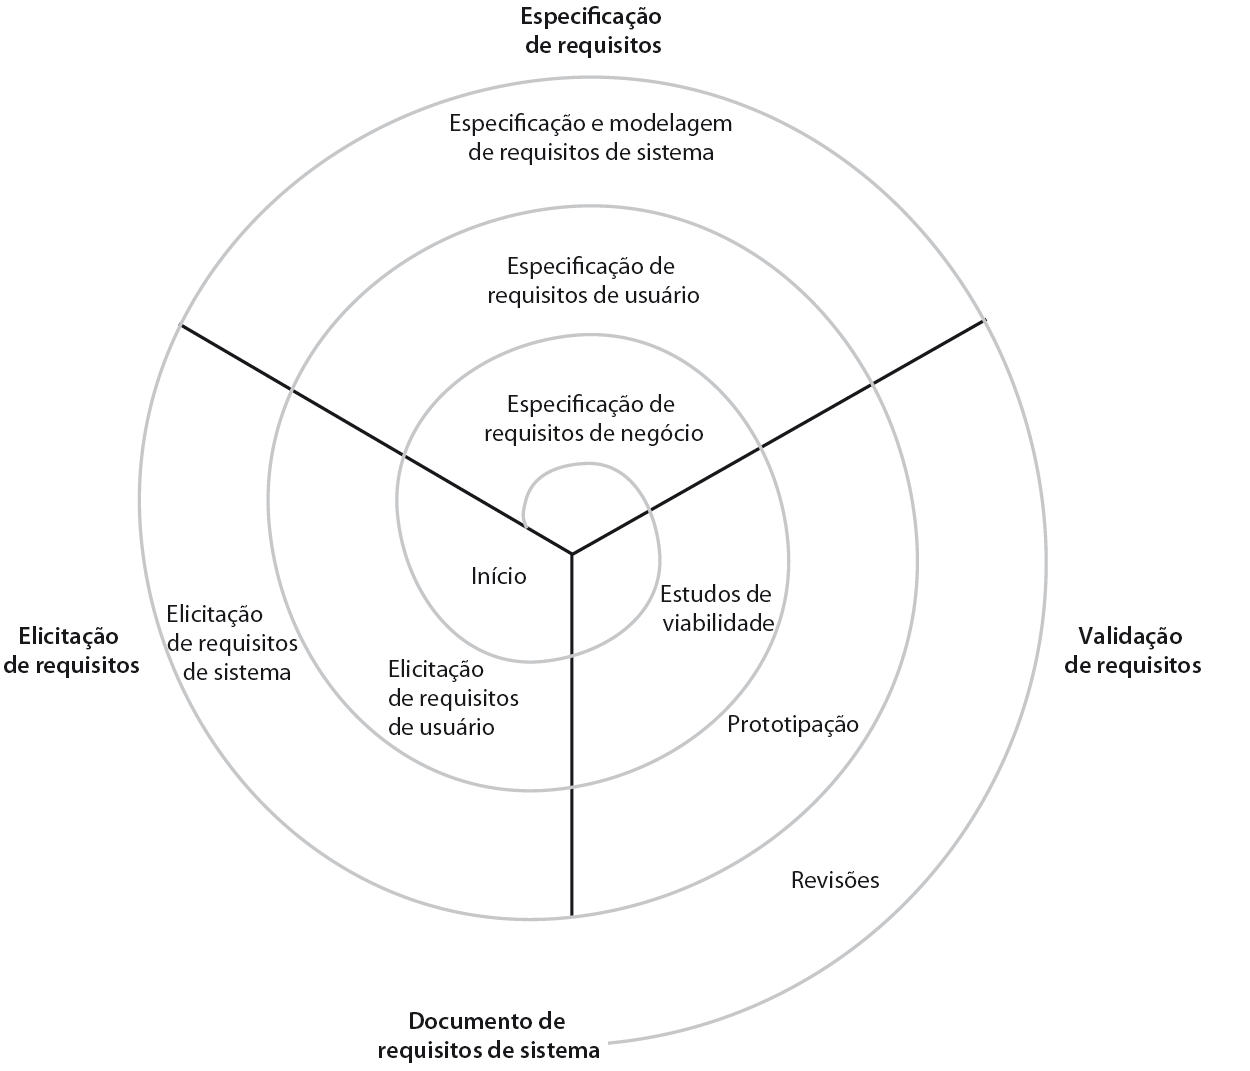 Especificação
de requisitos
Especificação e modelagem
de requisitos de sistema
Especificação de
requisitos de usuário
Especificação de
requisitos de negócio
Início
Estudos de
viabilidade
Elicitação
de requisitos
de sistema
Elicitação
de requisitos
Elicitação
de requisitos
de usuário
Validação
de requisitos
Prototipação
Revisões
Documento de
requisitos de sistema